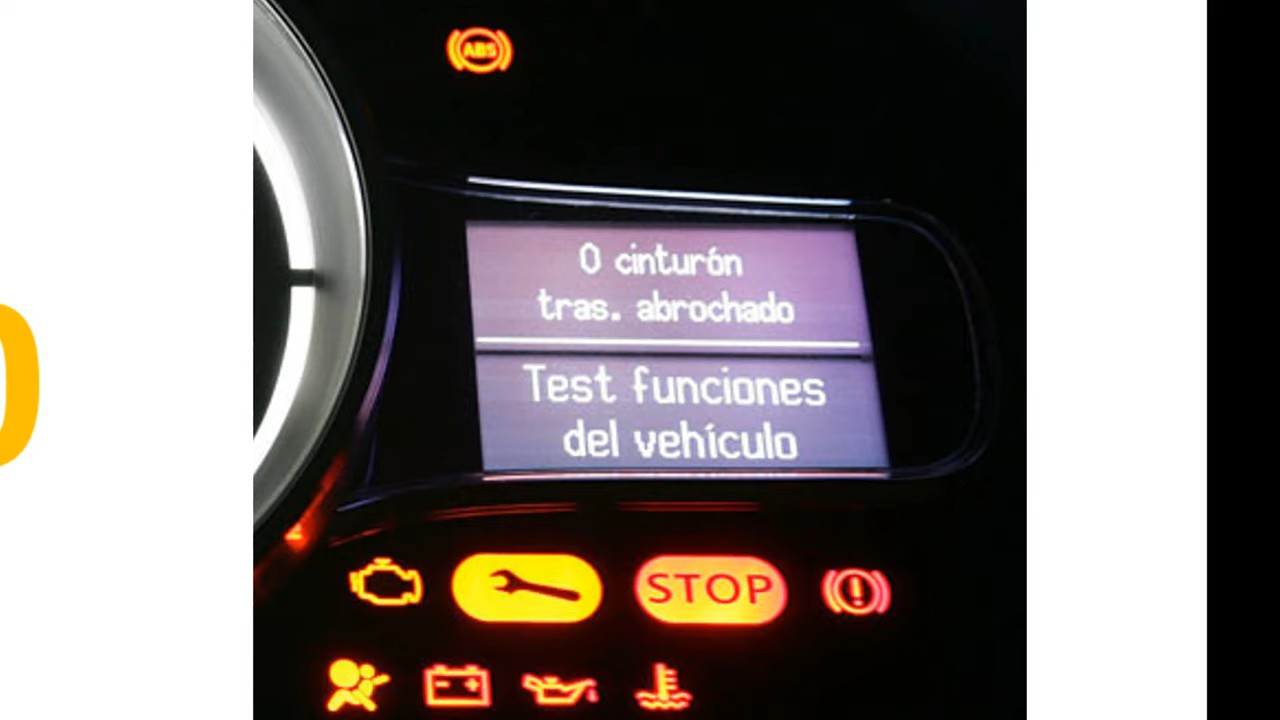 ABS
0 cinturón
tras. abrochado
Test funciones
del vehículo
STOP